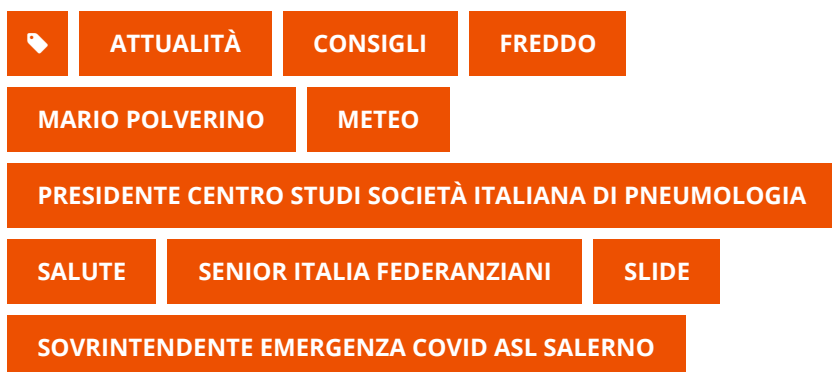 ATTUALITÀ CONSIGLI FREDDO
MARIO POLVERINO METEO
PRESIDENTE CENTRO STUDI SOCIETÀ ITALIANA DI PNEUMOLOGIA
SALUTE SENIOR ITALIA FEDERANZIANI SLIDE
SOVRINTENDENTE EMERGENZA COVID ASL SALERNO